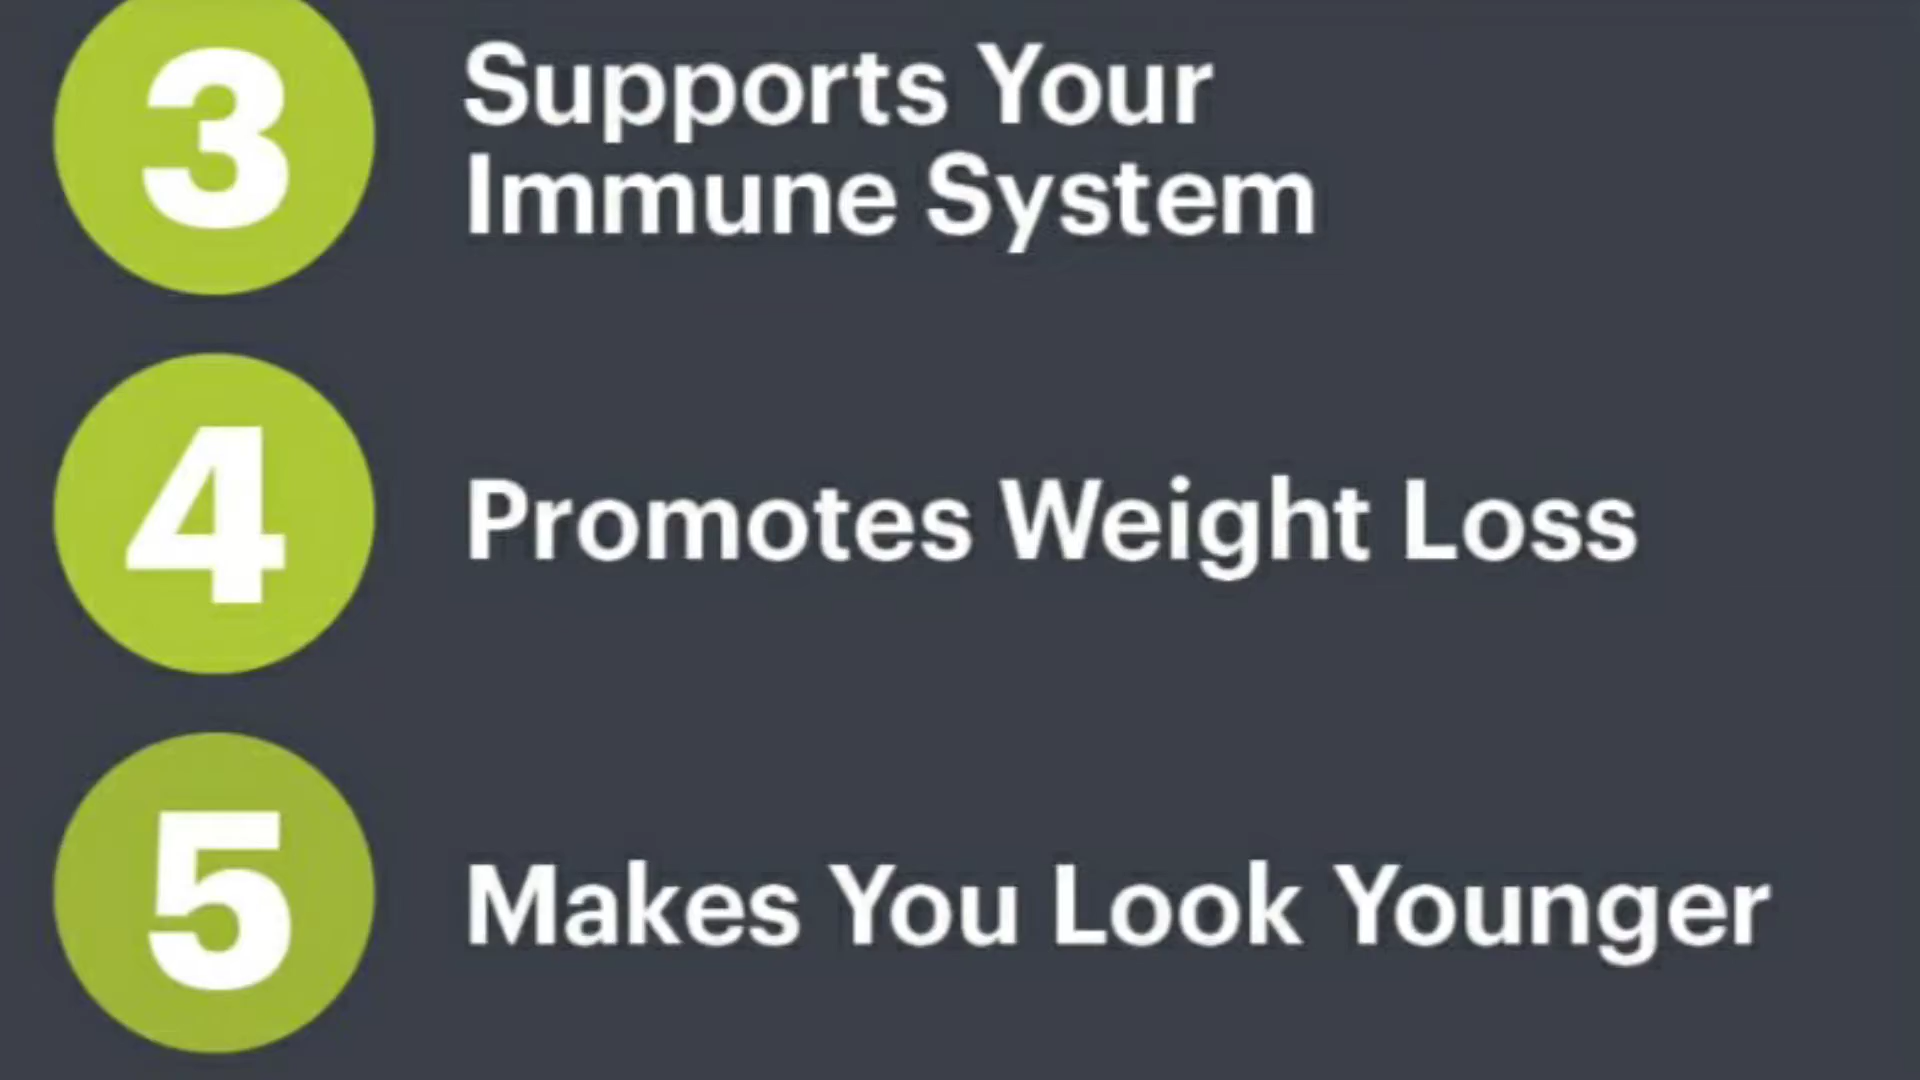 3
Supports Your
Immune System
4
Promotes Weight Loss
5
Makes You Look Younger